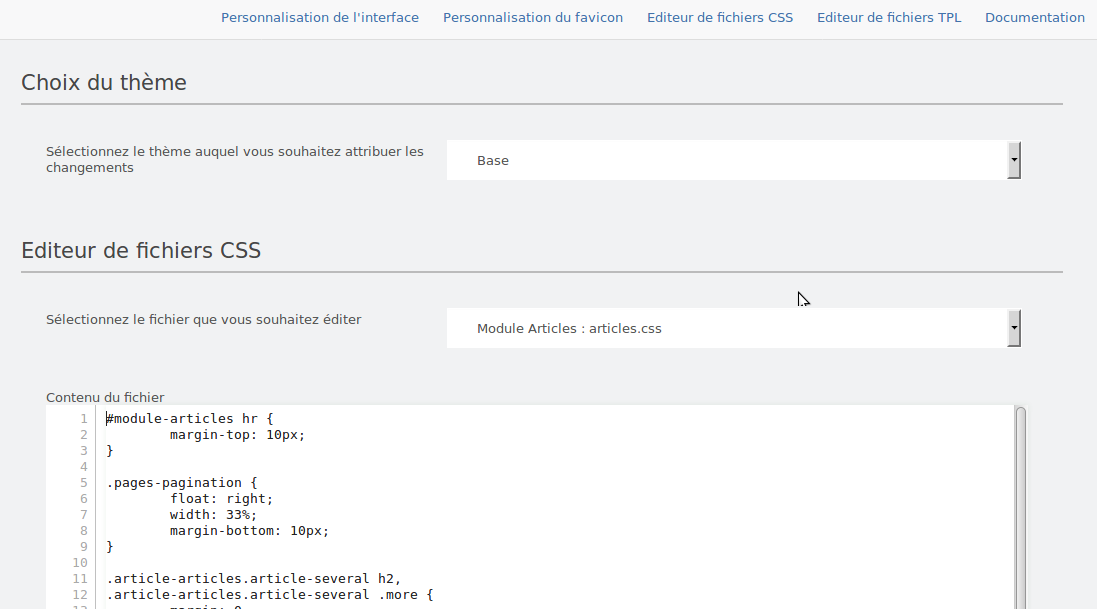 Personnalisation de l'interface Personnalisation du favicon Editeur de fichiers CSS Editeur de fichiers TPL Documentation
Choix du thème
Sélectionnez le thème auquel vous souhaitez attribuer les
changements
Base
Editeur de fichiers CSS
Sélectionnez le fichier que vous souhaitez éditer
Module Articles : articles.css
Contenu du fichier
1 #module-articles hr {
2 margin-top: 10px;
3 }
4
5 .pages-pagination {
6 float: right;
7 width: 33%;
8 margin-bottom: 10px;
9 }
10
11 .article-articles.article-several h2,
12 .article-articles.article-several .more {
13 margin: 0